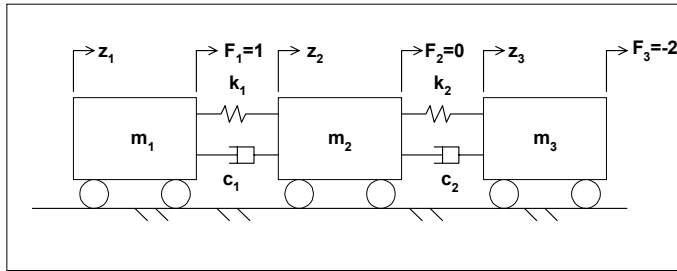 z₁ F₁=1 z₂ F₂=0 z₃ F₃=-2
k₁ k₂
m₁ m₂ m₃
c₁ c₂